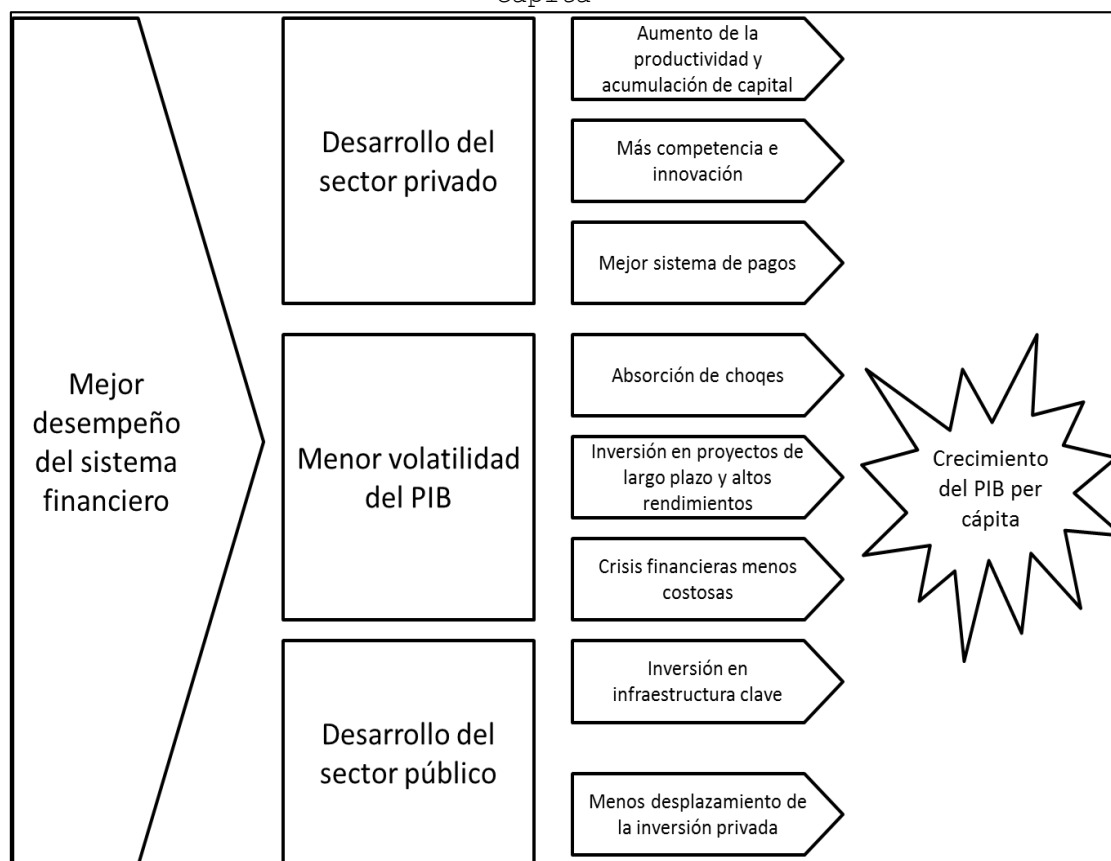 cápita
Mejor
desempeño
del sistema
financiero
Desarrollo del
sector privado
Aumento de la
productividad y
acumulación de capital
Más competencia e
innovación
Mejor sistema de pagos
Menor volatilidad
del PIB
Absorción de choqes
Inversión en proyectos de
largo plazo y altos
rendimientos
Crisis financieras menos
costosas
Desarrollo del
sector público
Inversión en
infraestructura clave
Menos desplazamiento de
la inversión privada
Crecimiento
del PIB per
cápita